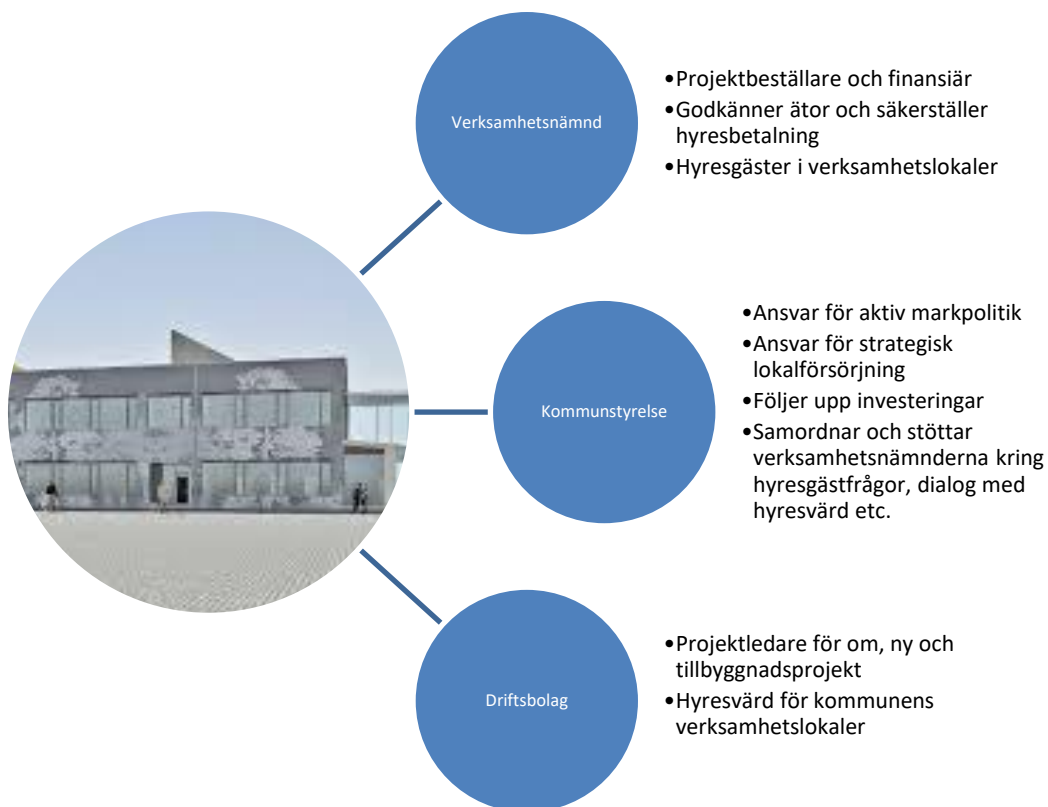 Verksamhetsnämnd
•Projektbeställare och finansiär
•Godkänner ätor och säkerställer
hyresbetalning
•Hyresgäster i verksamhetslokaler
Kommunstyrelse
•Ansvar för aktiv markpolitik
•Ansvar för strategisk
lokalförsörjning
•Följer upp investeringar
•Samordnar och stöttar
verksamhetsnämnderna kring
hyresgästfrågor, dialog med
hyresvärd etc.
Driftsbolag
•Projektledare för om, ny och
tillbyggnadsprojekt
•Hyresvärd för kommunens
verksamhetslokaler